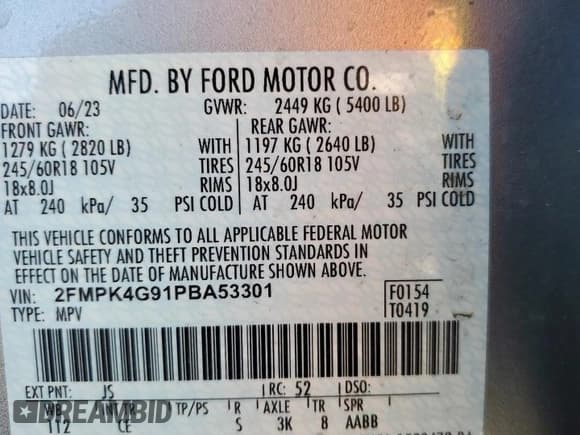 MFD. BY FORD MOTOR CO.
DATE: 06/23 GVWR: 2449 KG ( 5400 LB)
FRONT GAWR: REAR GAWR:
1279 KG ( 2820 LB) WITH 1197 KG ( 2640 LB) WITH
245/60R18 105V TIRES 245/60R18 105V TIRES
18x8.0J RIMS 18x8.0J RIMS
AT 240 kPa/ 35 PSI COLD AT 240 kPa/ 35 PSI COLD
THIS VEHICLE CONFORMS TO ALL APPLICABLE FEDERAL MOTOR
VEHICLE SAFETY AND THEFT PREVENTION STANDARDS IN
EFFECT ON THE DATE OF MANUFACTURE SHOWN ABOVE.
VIN: 2FMPK4G91PBA53301 F0154
TYPE: MPV T0419
EXT PNT: JS RC: 52 DSO:
WB INT TR TP/PS R AXLE TR SPR
112 CE S 3K 8 AABB
DREAMBID